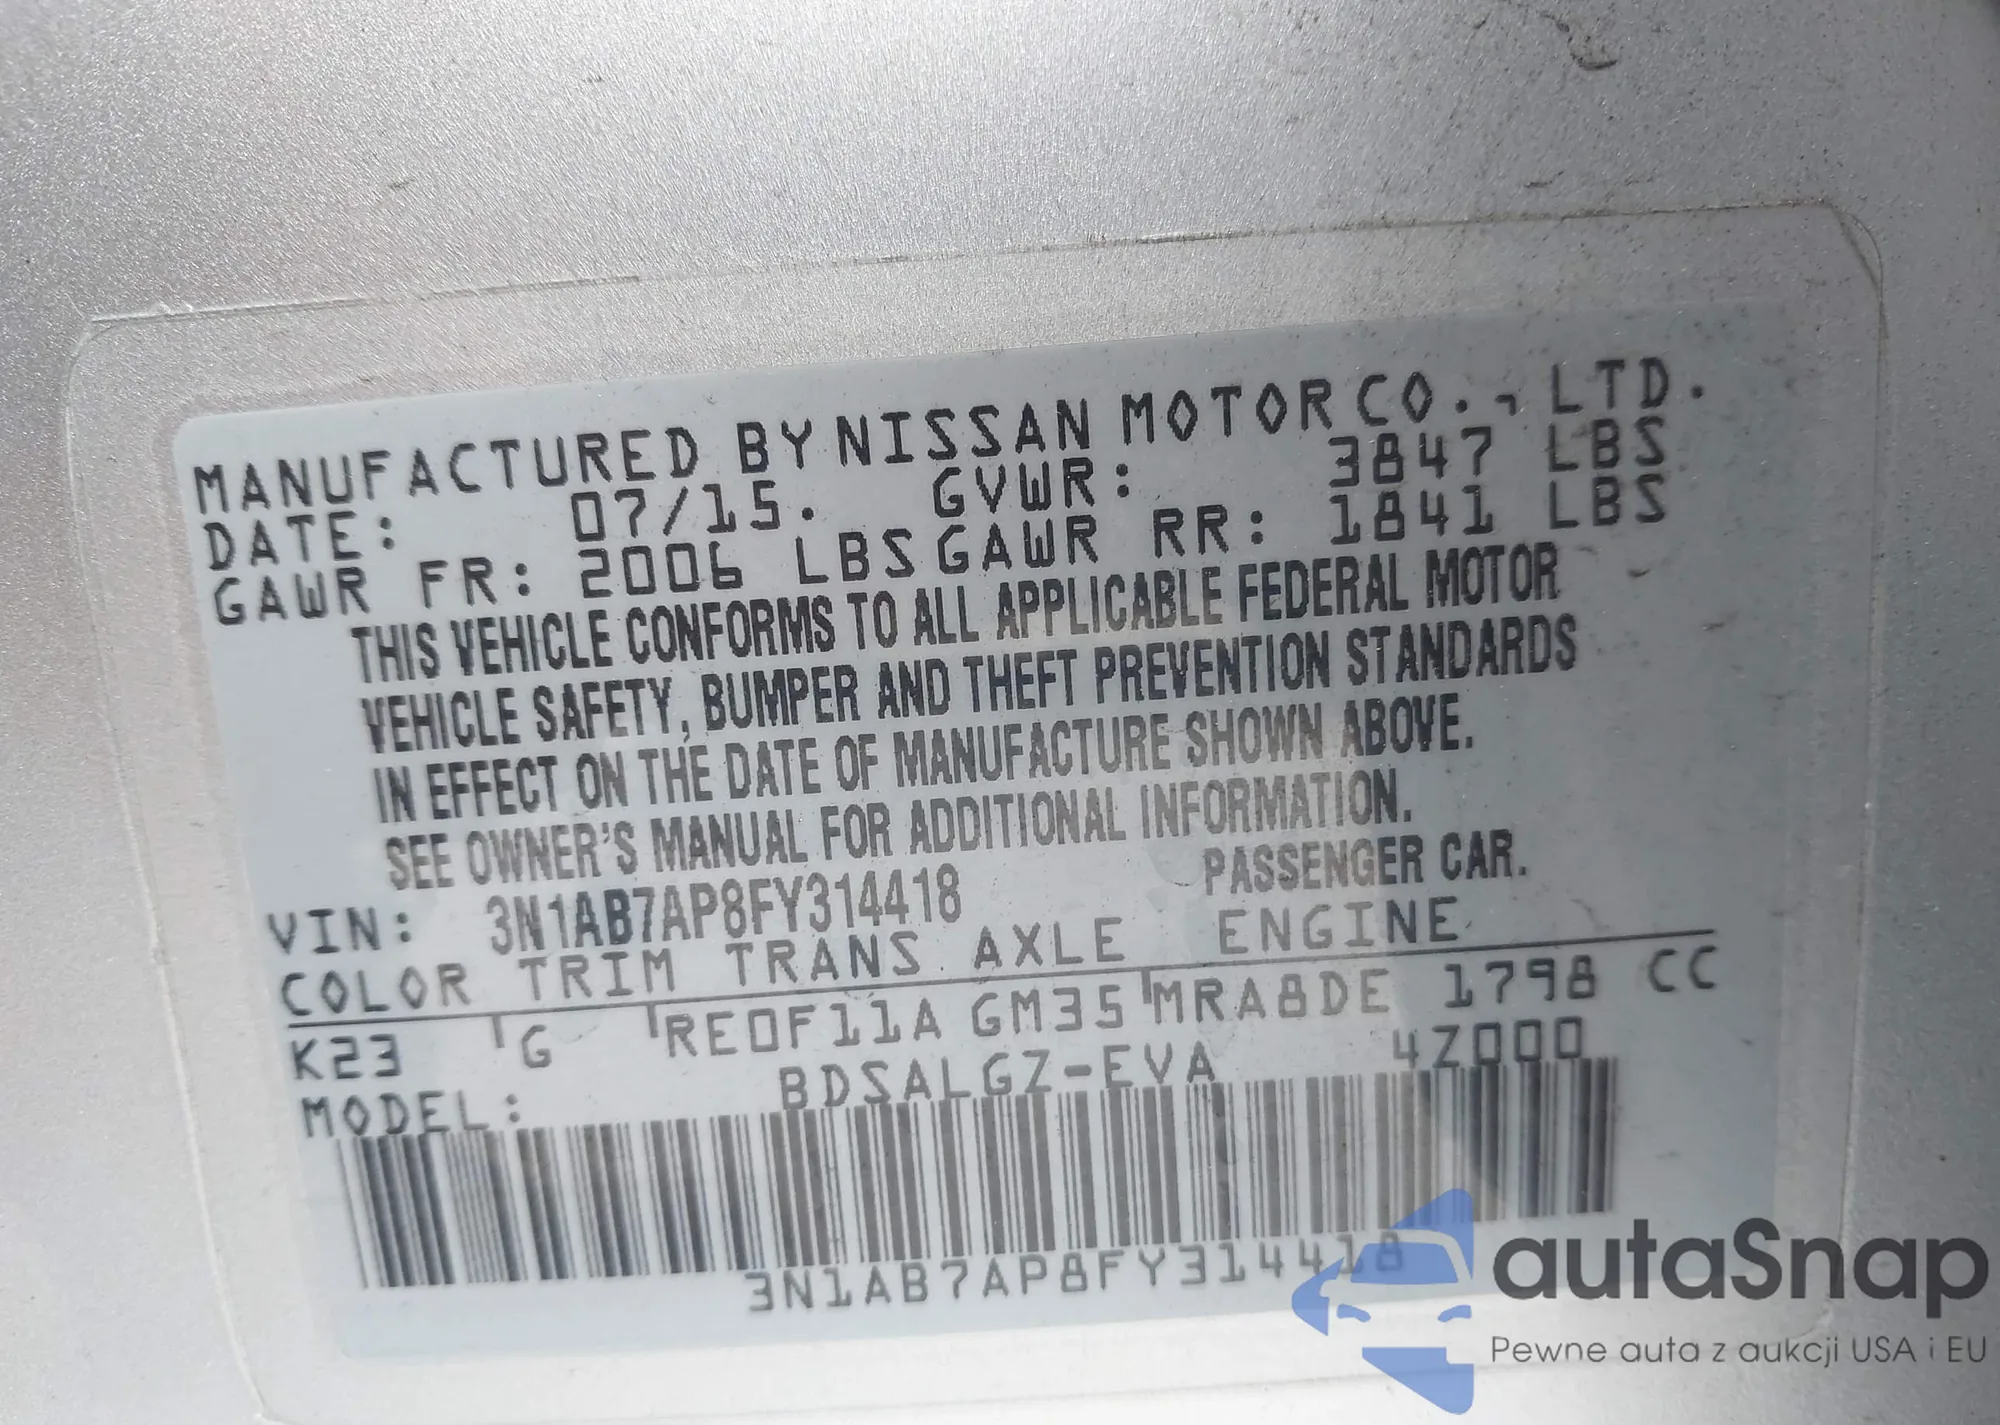 MANUFACTURED BY NISSAN MOTOR CO., LTD.
DATE: 07/15. GVWR: 3847 LBS
GAWR FR: 2006 LBS GAWR RR: 1841 LBS
THIS VEHICLE CONFORMS TO ALL APPLICABLE FEDERAL MOTOR
VEHICLE SAFETY, BUMPER AND THEFT PREVENTION STANDARDS
IN EFFECT ON THE DATE OF MANUFACTURE SHOWN ABOVE.
SEE OWNER'S MANUAL FOR ADDITIONAL INFORMATION.
VIN: 3N1AB7AP8FY314418 PASSENGER CAR.
COLOR TRIM TRANS AXLE ENGINE
K23 G RE0F11A GM35 MRA8DE 1798 CC
MODEL: BDSALGZ-EVA 4Z000
3N1AB7AP8FY314418
autaSnap
Pewne auta z aukcji USA i EU